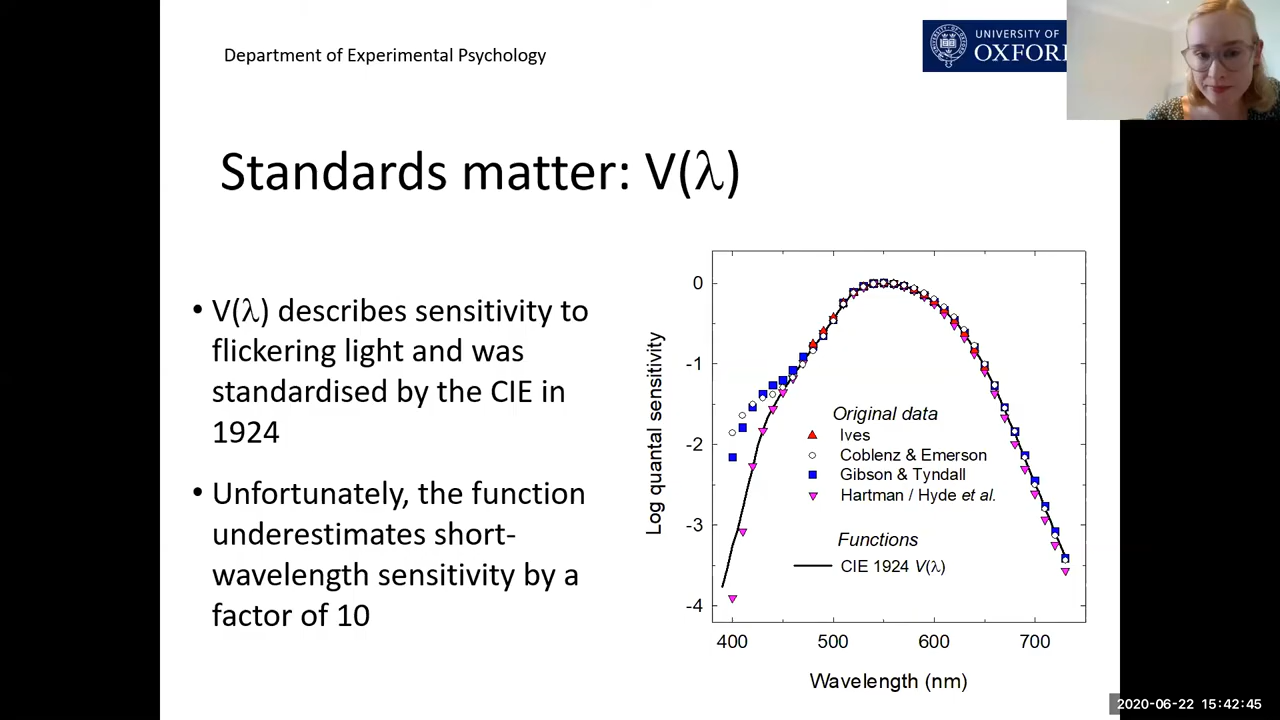 Department of Experimental Psychology
UNIVERSITY OF
OXFORD
Standards matter: V(λ)
• V(λ) describes sensitivity to
flickering light and was
standardised by the CIE in
1924
• Unfortunately, the function
underestimates short-
wavelength sensitivity by a
factor of 10
Log quantal sensitivity
0
-1
-2
-3
-4
Original data
Ives
Coblenz & Emerson
Gibson & Tyndall
Hartman / Hyde et al.
Functions
CIE 1924 V(λ)
400 500 600 700
Wavelength (nm)
2020-06-22 15:42:45